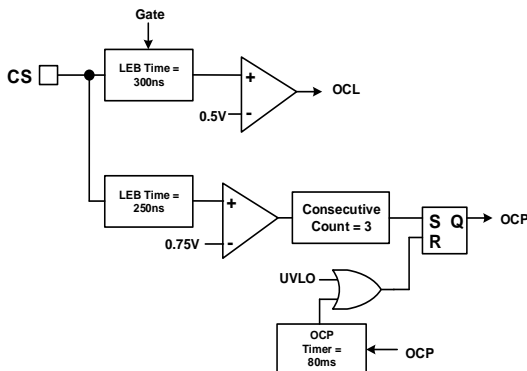 Gate
CS
LEB Time =
300ns
+
-
0.5V
OCL
LEB Time =
250ns
+
-
0.75V
Consecutive
Count = 3
S Q
R
OCP
UVLO
OCP
Timer =
80ms
OCP